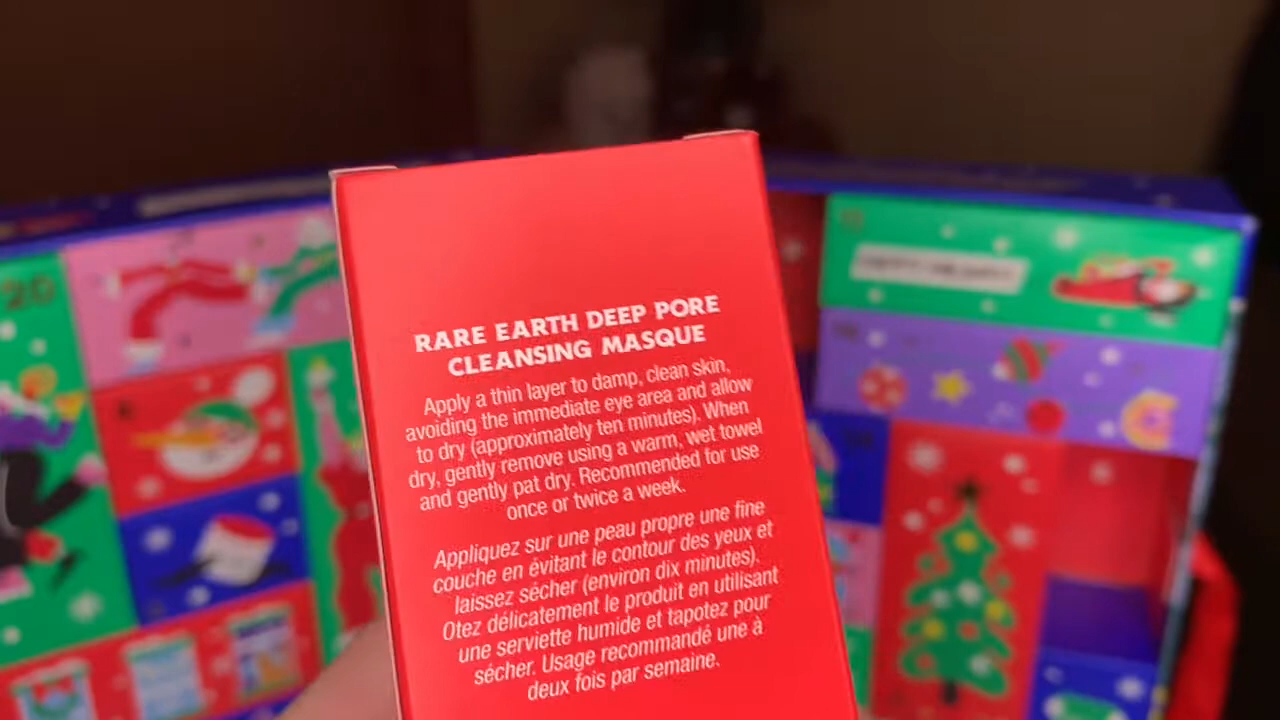 RARE EARTH DEEP PORE
CLEANSING MASQUE
Apply a thin layer to damp, clean skin,
avoiding the immediate eye area and allow
to dry (approximately ten minutes). When
dry, gently remove using a warm, wet towel
and gently pat dry. Recommended for use
once or twice a week.
Appliquez sur une peau propre une fine
couche en évitant le contour des yeux et
laissez sécher (environ dix minutes).
Otez délicatement le produit en utilisant
une serviette humide et tapotez pour
sécher. Usage recommandé une à
deux fois par semaine.
20